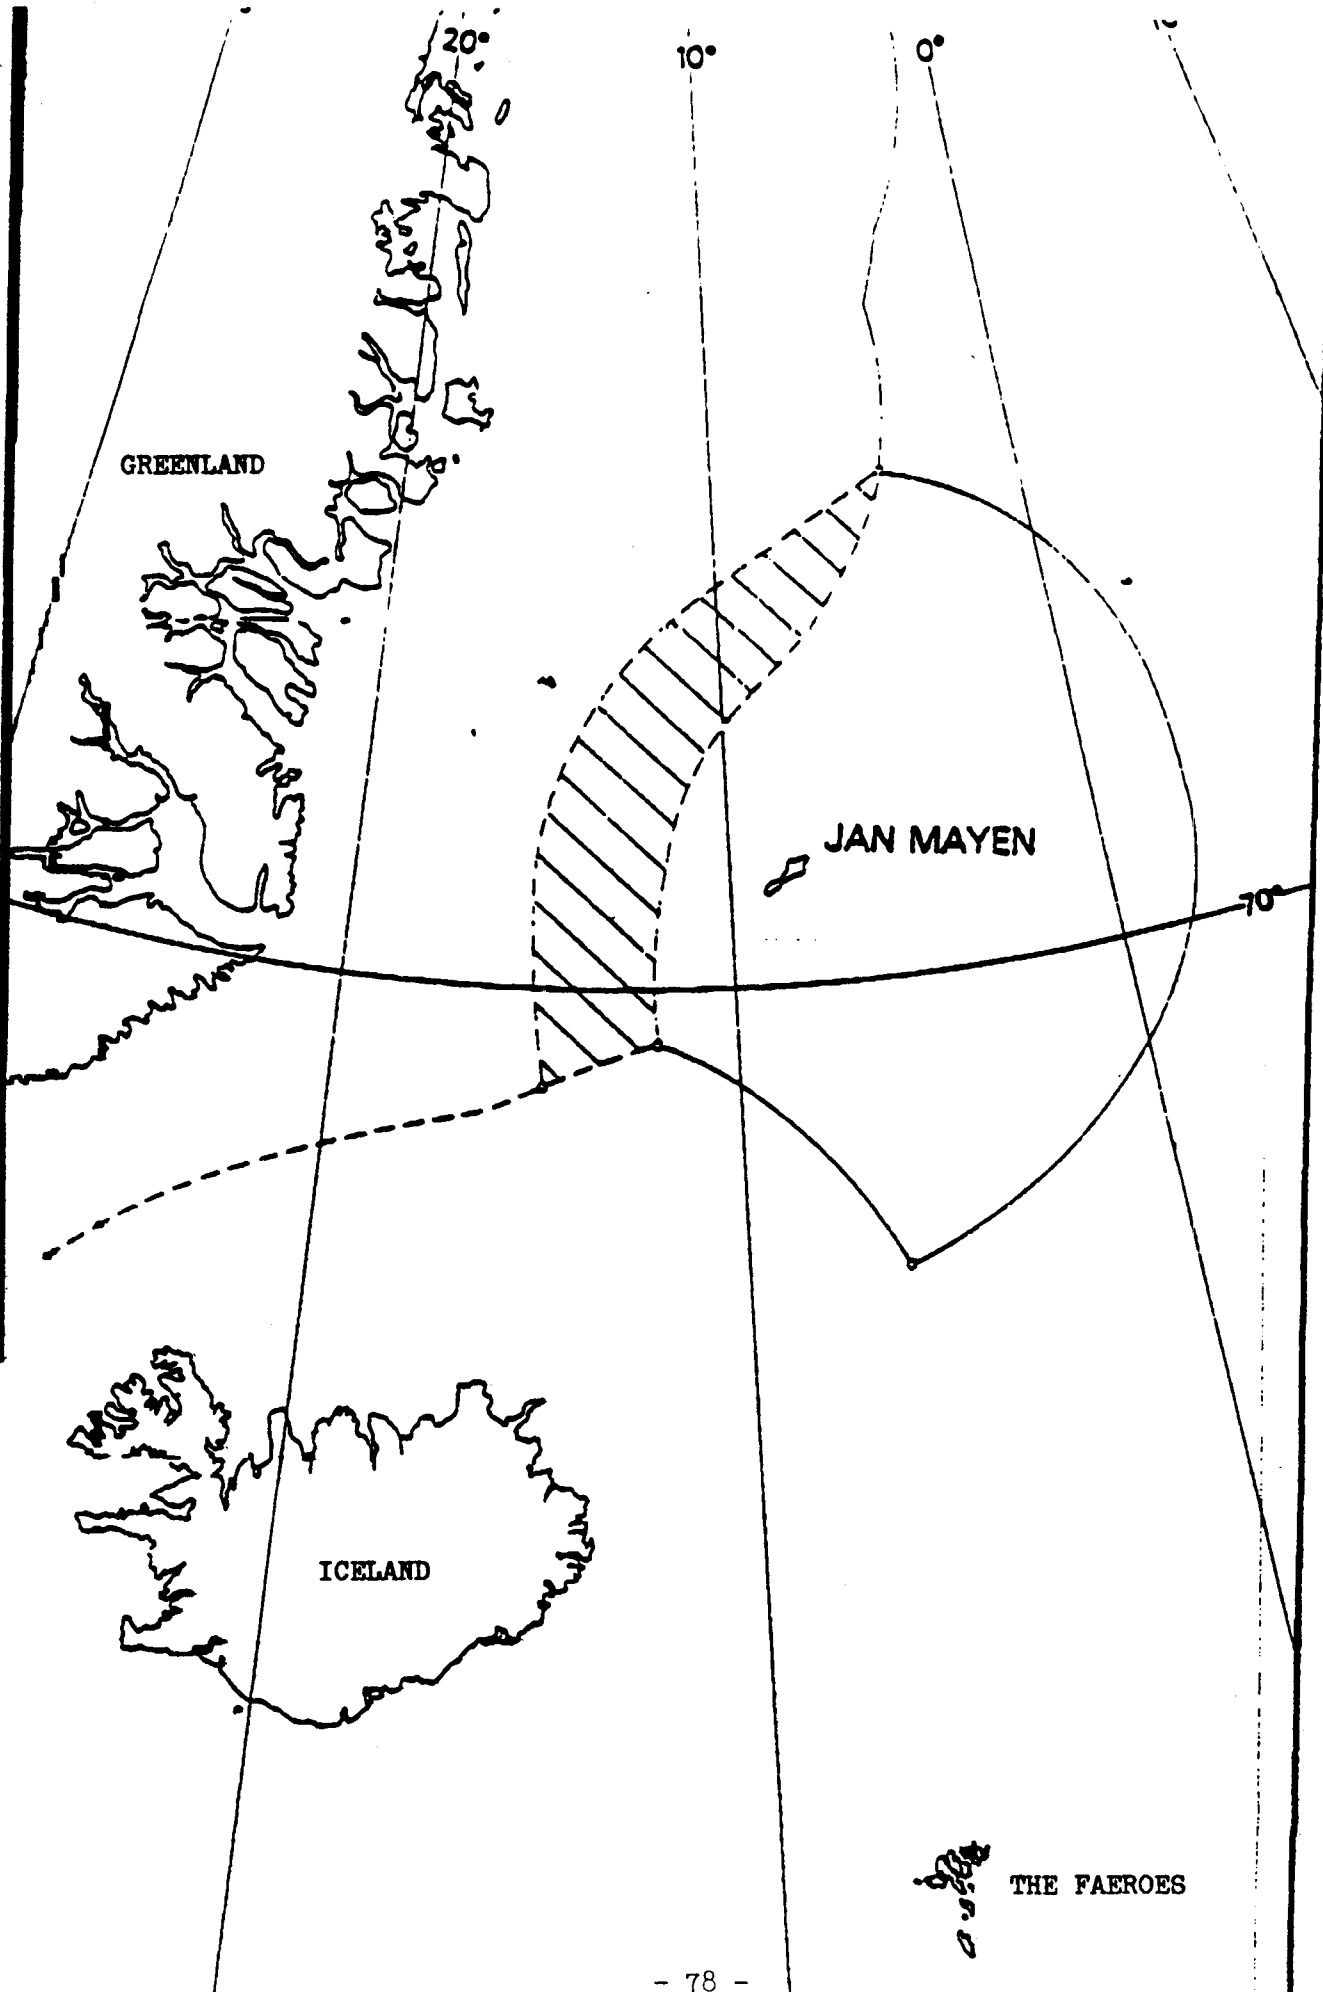 20°
10°
0°
GREENLAND
JAN MAYEN
70°
ICELAND
THE FAEROES
- 78 -